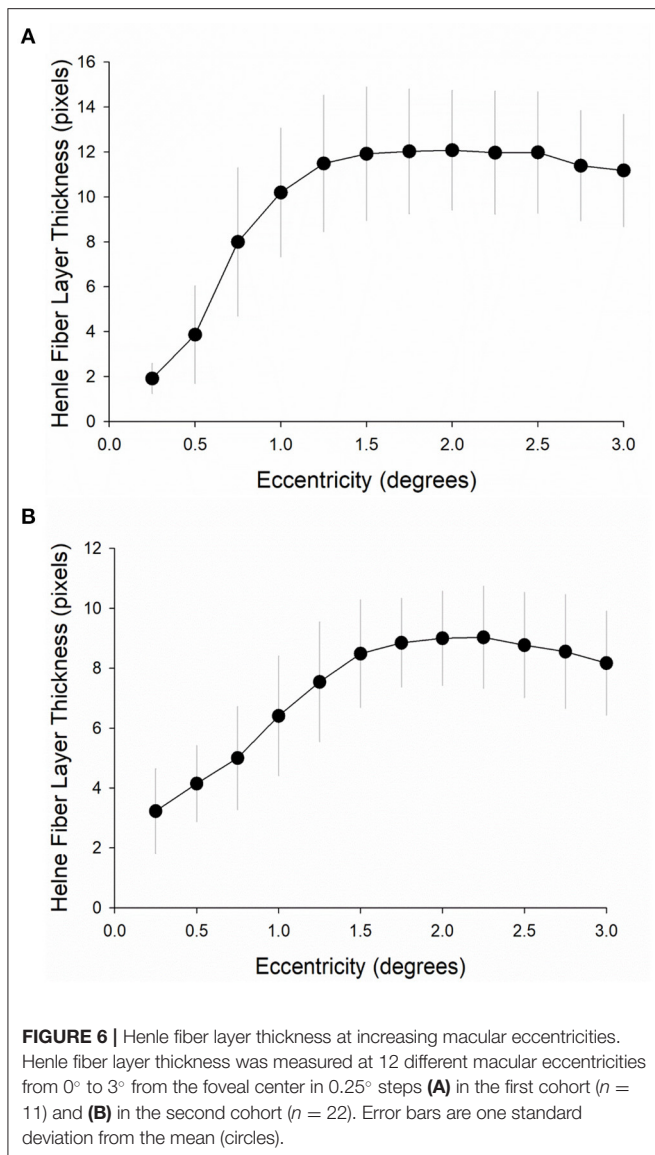 A
Henle Fiber Layer Thickness (pixels)
16
14
12
10
8
6
4
2
0
0.0 0.5 1.0 1.5 2.0 2.5 3.0
Eccentricity (degrees)
B
Helne Fiber Layer Thickness (pixels)
12
10
8
6
4
2
0
0.0 0.5 1.0 1.5 2.0 2.5 3.0
Eccentricity (degrees)
FIGURE 6 | Henle fiber layer thickness at increasing macular eccentricities.
Henle fiber layer thickness was measured at 12 different macular eccentricities
from 0° to 3° from the foveal center in 0.25° steps (A) in the first cohort (n =
11) and (B) in the second cohort (n = 22). Error bars are one standard
deviation from the mean (circles).